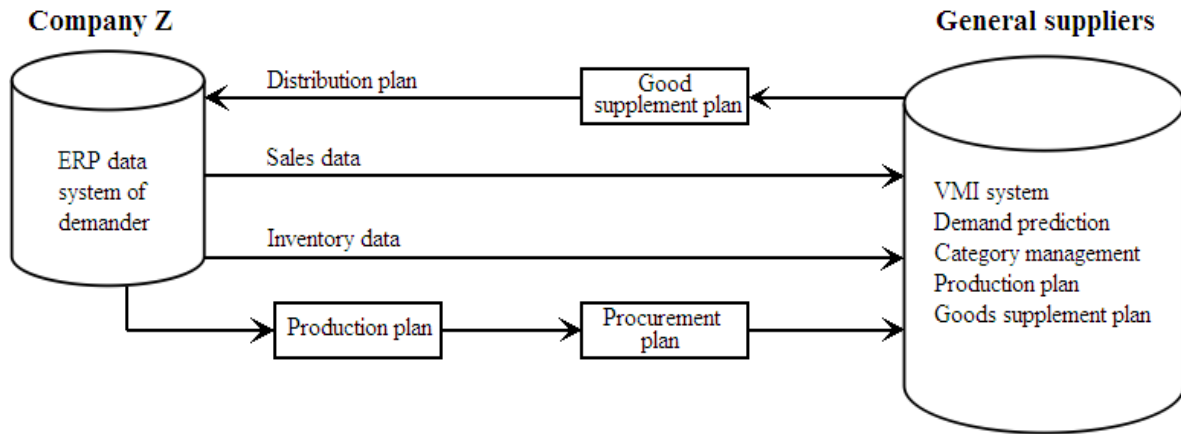 Company Z
General suppliers
Distribution plan
Good
supplement plan
ERP data
system of
demander
Sales data
Inventory data
VMI system
Demand prediction
Category management
Production plan
Goods supplement plan
Production plan
Procurement
plan